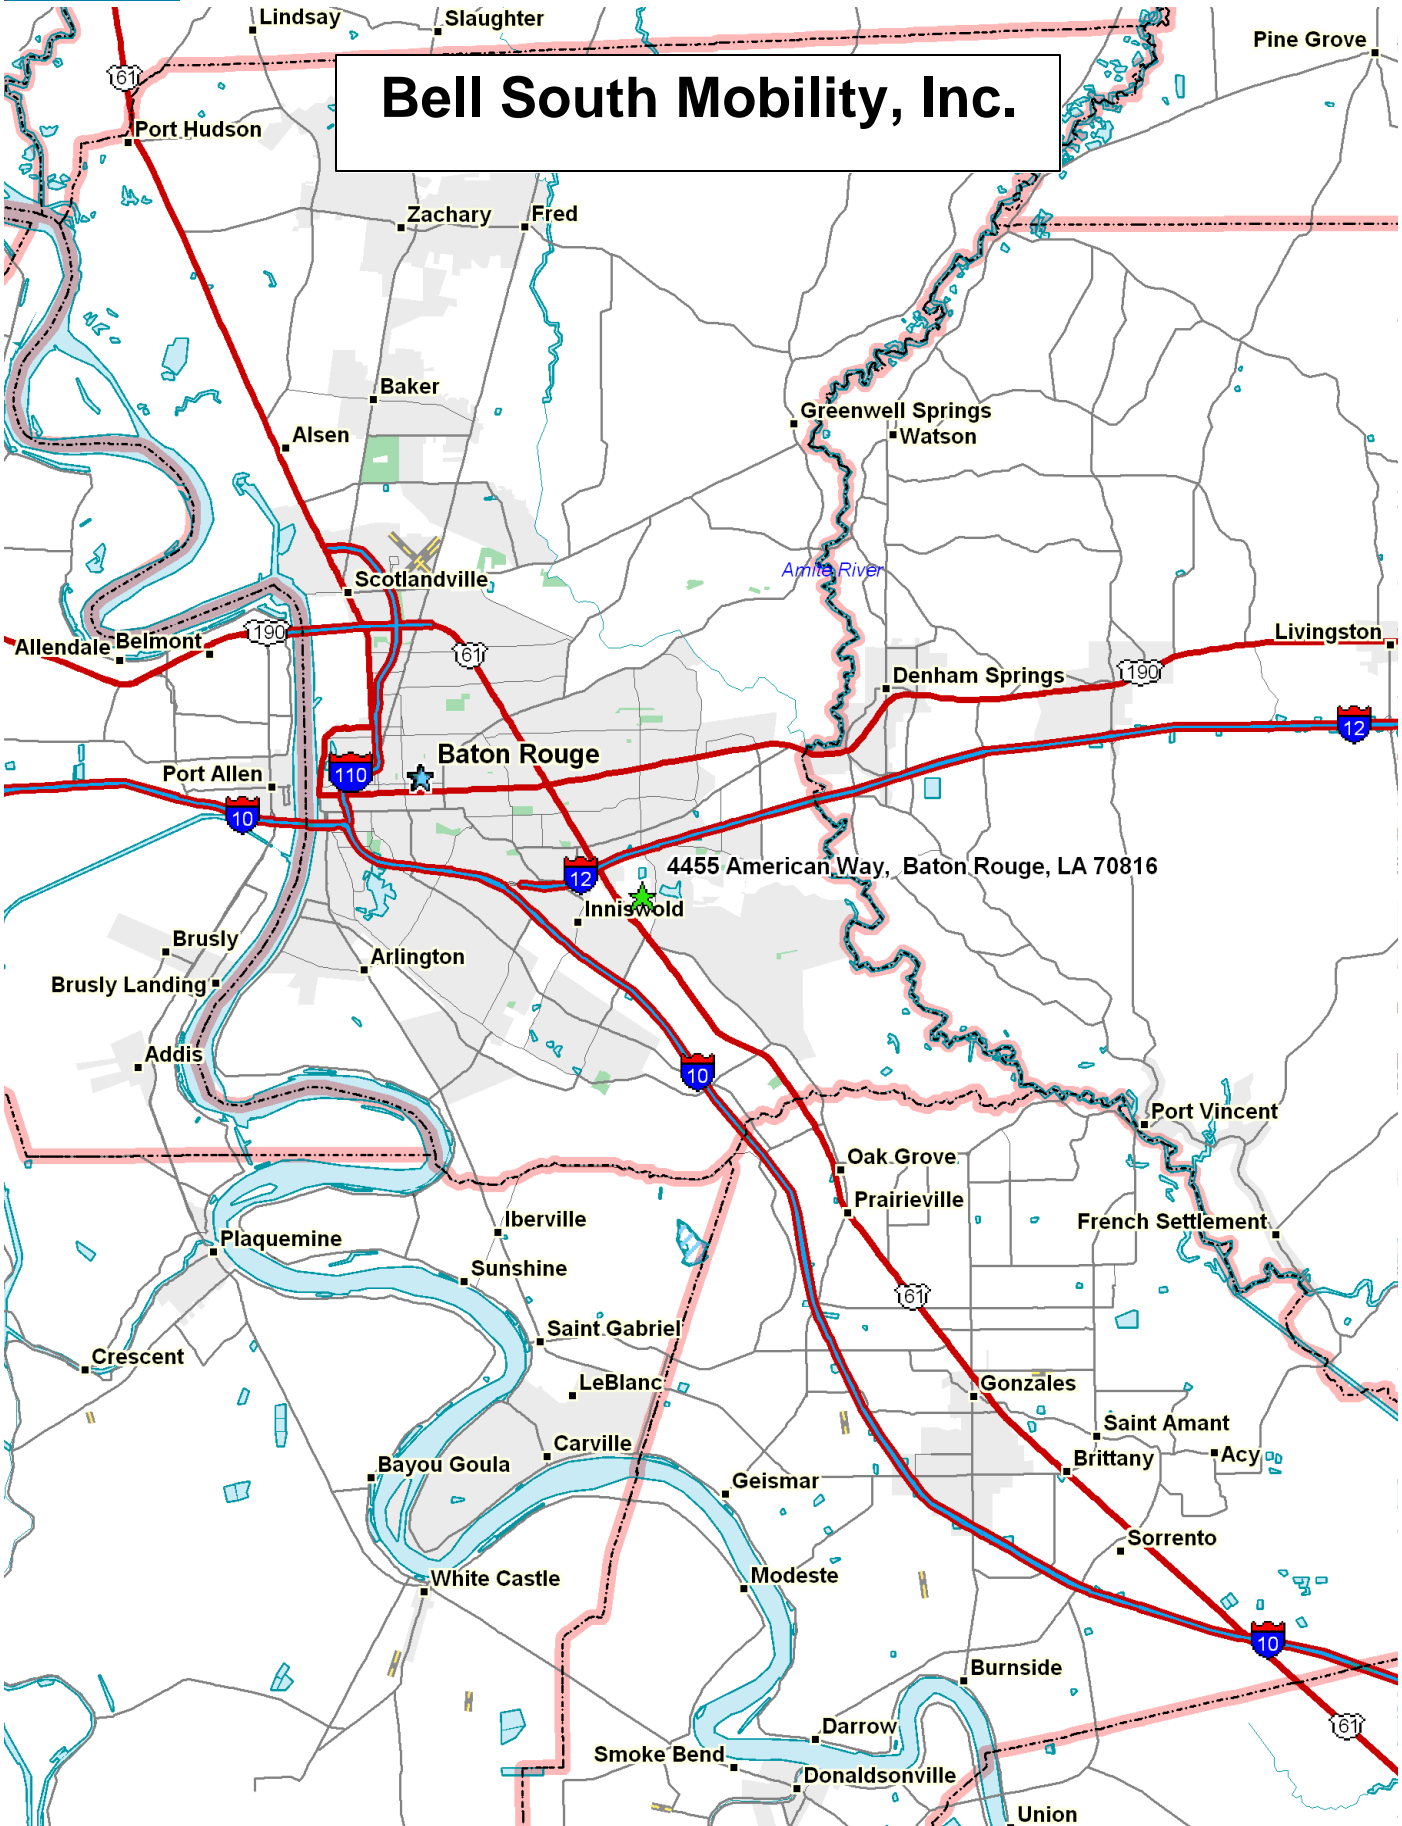 Lindsay
Slaughter
Pine Grove
Bell South Mobility, Inc.
61
Port Hudson
Zachary
Fred
Baker
Greenwell Springs
Watson
Alsen
Amite River
Scotlandville
190
Allendale
Belmont
61
Livingston
190
Denham Springs
12
Baton Rouge
110
Port Allen
10
12
4455 American Way, Baton Rouge, LA 70816
Inniswold
Brusly
Arlington
Brusly Landing
Addis
10
Port Vincent
Oak Grove
Prairieville
Iberville
French Settlement
Plaquemine
Sunshine
61
Saint Gabriel
Crescent
LeBlanc
Gonzales
Saint Amant
Carville
Brittany
Acy
Bayou Goula
Geismar
Sorrento
White Castle
Modeste
10
Burnside
Darrow
61
Smoke Bend
Donaldsonville
Union